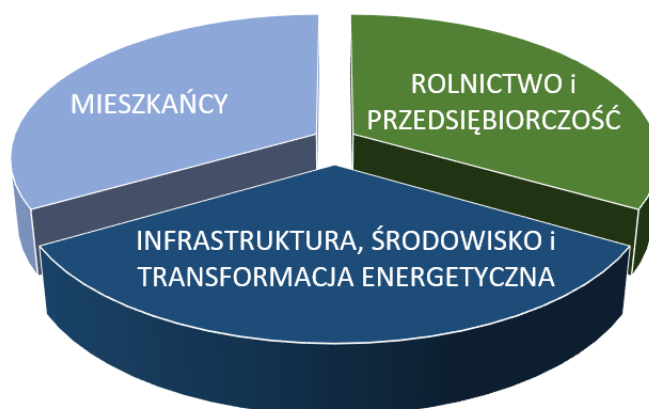 MIESZKAŃCY
ROLNICTWO i
PRZEDSIĘBIORCZOŚĆ
INFRASTRUKTURA, ŚRODOWISKO i
TRANSFORMACJA ENERGETYCZNA